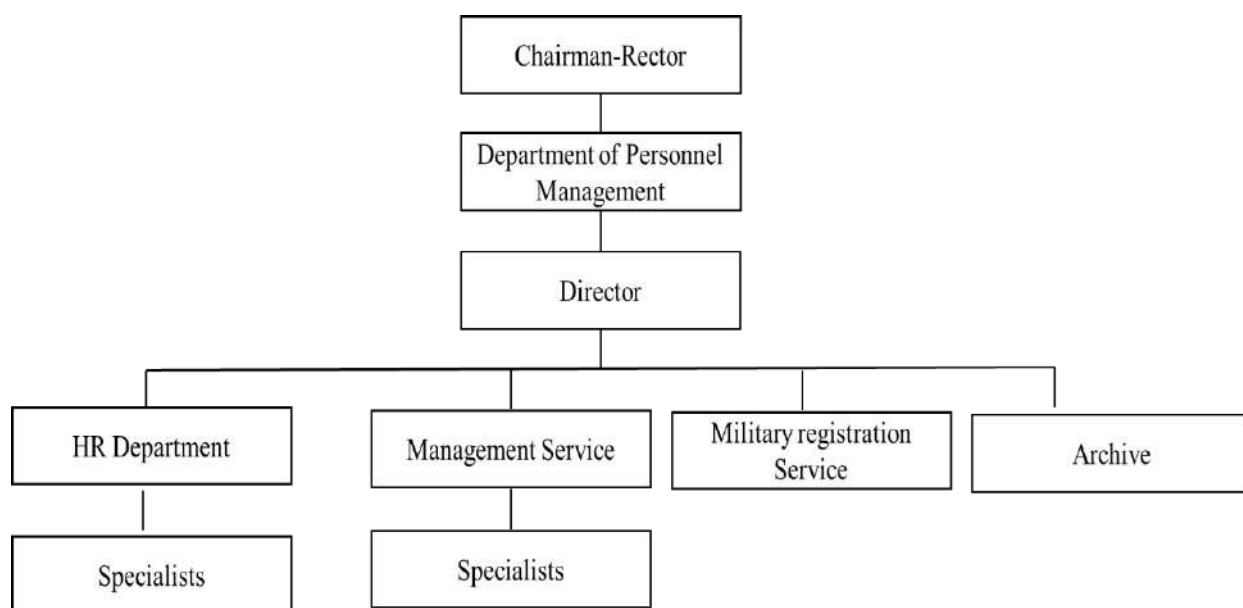 Chairman-Rector
Department of Personnel
Management
Director
HR Department
Management Service
Military registration
Service
Archive
Specialists
Specialists